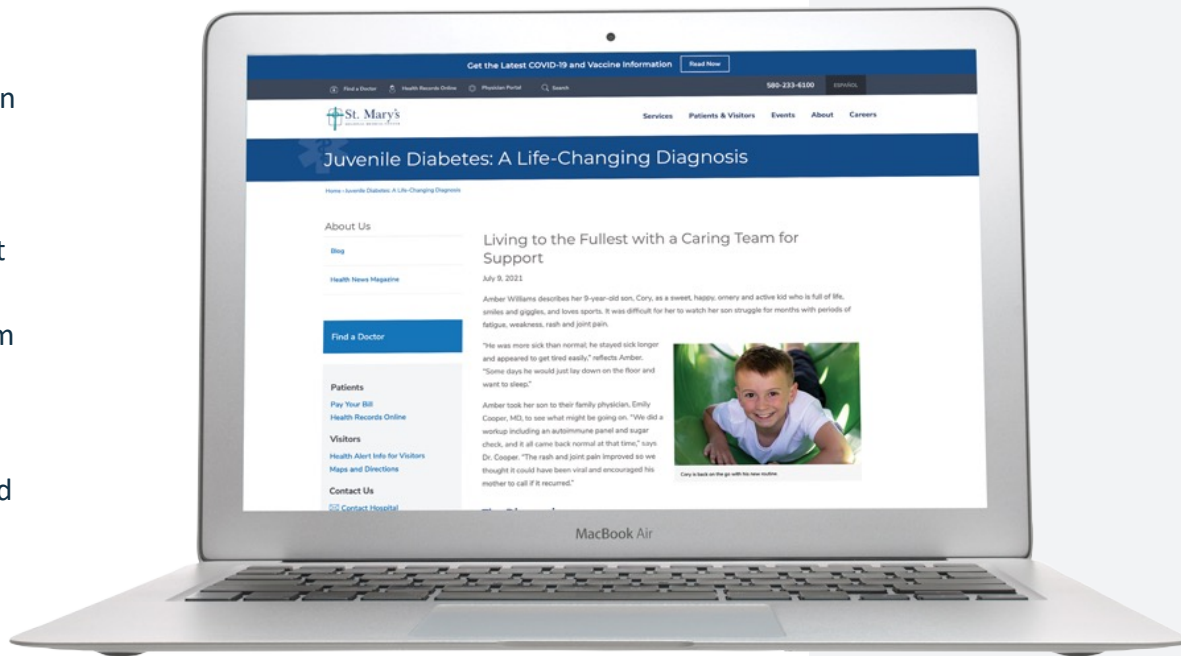 n
t
m
d
Get the Latest COVID-19 and Vaccine Information Read Now
Find a Doctor Health Records Online Physician Portal Search 580-233-6100 ESPAÑOL
St. Mary's
REGIONAL MEDICAL CENTER
Services Patients & Visitors Events About Careers
Juvenile Diabetes: A Life-Changing Diagnosis
Home › Juvenile Diabetes: A Life-Changing Diagnosis
About Us
Blog
Health News Magazine
Find a Doctor
Patients
Pay Your Bill
Health Records Online
Visitors
Health Alert Info for Visitors
Maps and Directions
Contact Us
Contact Hospital
Living to the Fullest with a Caring Team for
Support
July 9, 2021
Amber Williams describes her 9-year-old son, Cory, as a sweet, happy, ornery and active kid who is full of life,
smiles and giggles, and loves sports. It was difficult for her to watch her son struggle for months with periods of
fatigue, weakness, rash and joint pain.
"He was more sick than normal; he stayed sick longer
and appeared to get tired easily," reflects Amber.
"Some days he would just lay down on the floor and
want to sleep."
Amber took her son to their family physician, Emily
Cooper, MD, to see what might be going on. "We did a
workup including an autoimmune panel and sugar
check, and it all came back normal at that time," says
Dr. Cooper. "The rash and joint pain improved so we
thought it could have been viral and encouraged his
mother to call if it recurred."
Cory is back on the go with his new routine.
MacBook Air